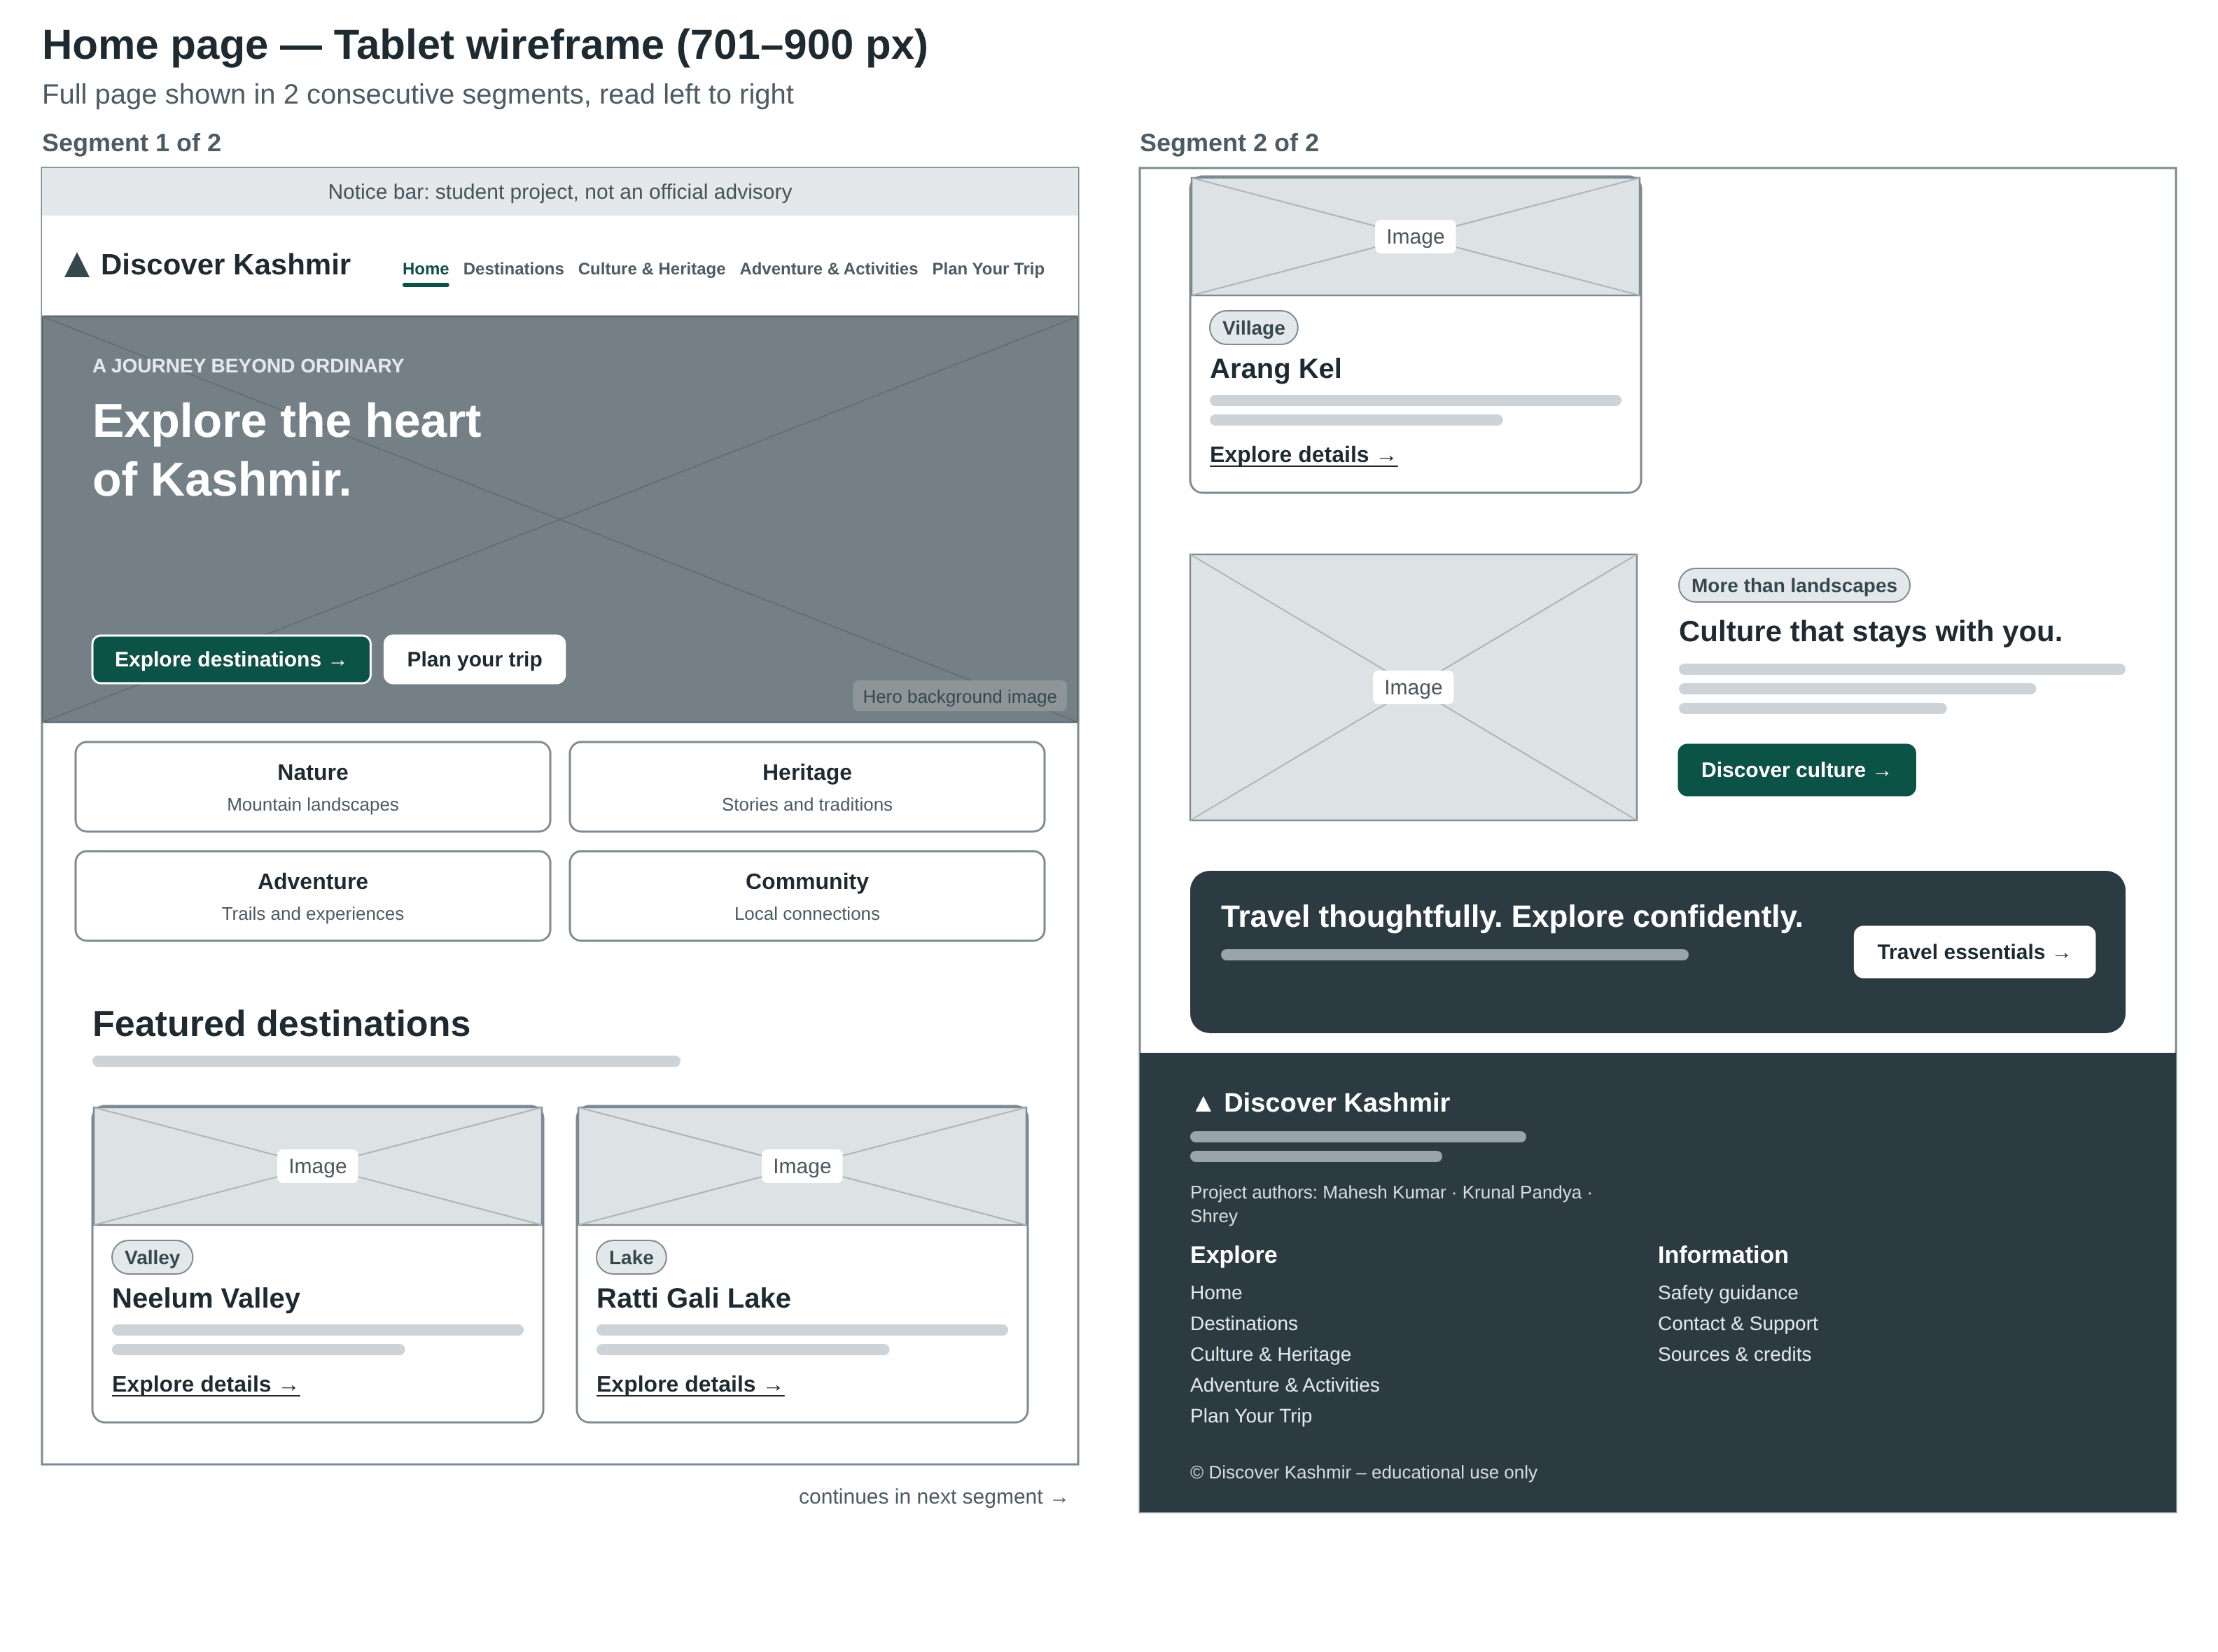 Home page — Tablet wireframe (701–900 px)
Full page shown in 2 consecutive segments, read left to right
Segment 1 of 2
Notice bar: student project, not an official advisory
▲ Discover Kashmir
Home Destinations Culture & Heritage Adventure & Activities Plan Your Trip
A JOURNEY BEYOND ORDINARY
Explore the heart
of Kashmir.
Explore destinations →
Plan your trip
Hero background image
Nature
Mountain landscapes
Heritage
Stories and traditions
Adventure
Trails and experiences
Community
Local connections
Featured destinations
Image
Valley
Neelum Valley
Explore details →
Image
Lake
Ratti Gali Lake
Explore details →
continues in next segment →
Segment 2 of 2
Image
Village
Arang Kel
Explore details →
Image
More than landscapes
Culture that stays with you.
Discover culture →
Travel thoughtfully. Explore confidently.
Travel essentials →
▲ Discover Kashmir
Project authors: Mahesh Kumar · Krunal Pandya ·
Shrey
Explore
Home
Destinations
Culture & Heritage
Adventure & Activities
Plan Your Trip
Information
Safety guidance
Contact & Support
Sources & credits
© Discover Kashmir – educational use only